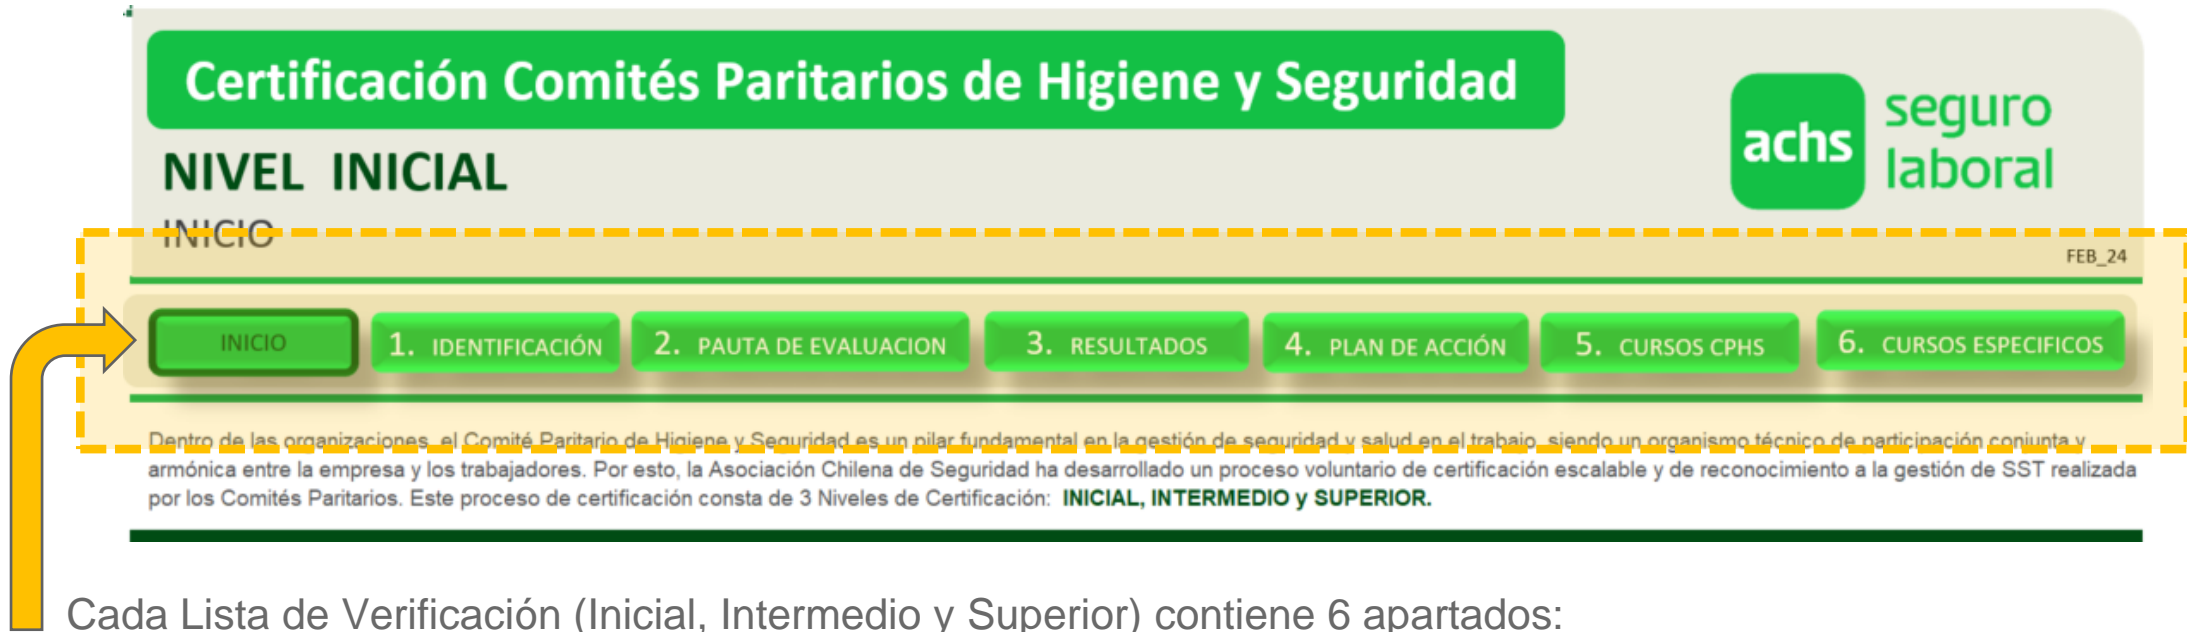 Certificación Comités Paritarios de Higiene y Seguridad
achs
seguro
laboral
NIVEL INICIAL
INICIO
FEB_24
INICIO
1. IDENTIFICACIÓN
2. PAUTA DE EVALUACION
3. RESULTADOS
4. PLAN DE ACCIÓN
5. CURSOS CPHS
6. CURSOS ESPECIFICOS
Dentro de las organizaciones, el Comité Paritario de Higiene y Seguridad es un pilar fundamental en la gestión de seguridad y salud en el trabajo, siendo un organismo técnico de participación conjunta y
armónica entre la empresa y los trabajadores. Por esto, la Asociación Chilena de Seguridad ha desarrollado un proceso voluntario de certificación escalable y de reconocimiento a la gestión de SST realizada
por los Comités Paritarios. Este proceso de certificación consta de 3 Niveles de Certificación: INICIAL, INTERMEDIO y SUPERIOR.
Cada Lista de Verificación (Inicial, Intermedio y Superior) contiene 6 apartados: